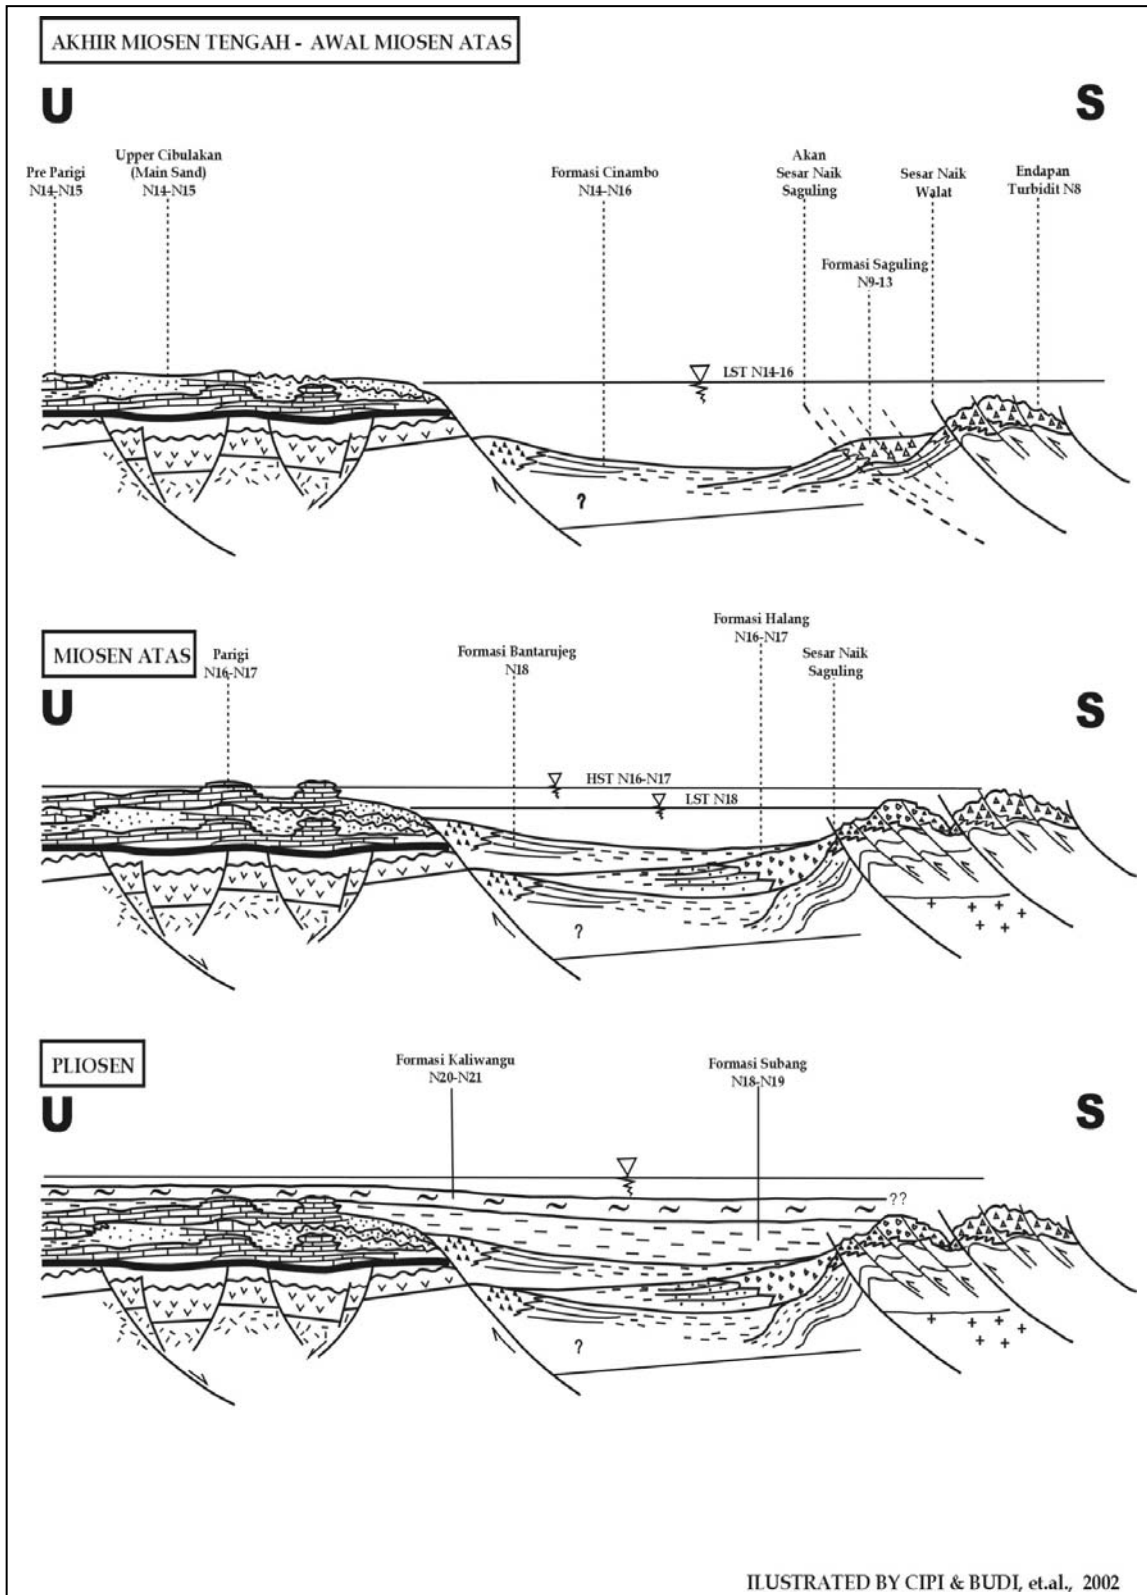 AKHIR MIOSEN TENGAH - AWAL MIOSEN ATAS
U
S
Pre Parigi
N14-N15
Upper Cibulakan
(Main Sand)
N14-N15
Formasi Cinambo
N14-N16
Akan
Sesar Naik
Saguling
Sesar Naik
Walat
Endapan
Turbidit N8
Formasi Saguling
N9-13
LST N14-16
?
MIOSEN ATAS
U
S
Parigi
N16-N17
Formasi Bantarujeg
N18
Formasi Halang
N16-N17
Sesar Naik
Saguling
HST N16-N17
LST N18
?
PLIOSEN
U
S
Formasi Kaliwangu
N20-N21
Formasi Subang
N18-N19
??
?
ILUSTRATED BY CIPI & BUDI, et.al., 2002